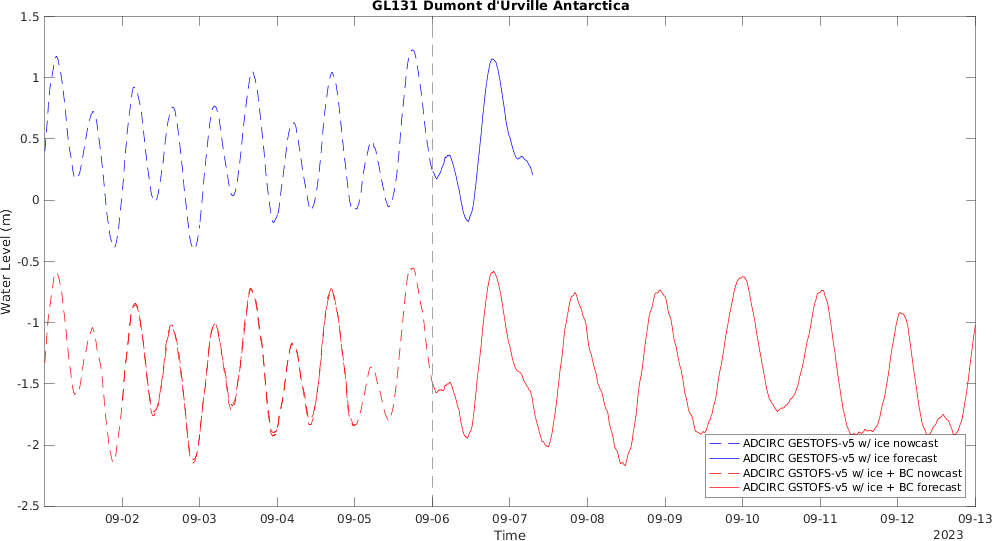 GL131 Dumont d'Urville Antarctica
1.5
1
0.5
0
-0.5
-1
-1.5
-2
-2.5
Water Level (m)
ADCIRC GESTOFS-v5 w/ ice nowcast
ADCIRC GESTOFS-v5 w/ ice forecast
ADCIRC GSTOFS-v5 w/ ice + BC nowcast
ADCIRC GSTOFS-v5 w/ ice + BC forecast
09-02 09-03 09-04 09-05 09-06 09-07 09-08 09-09 09-10 09-11 09-12 09-13
Time
2023